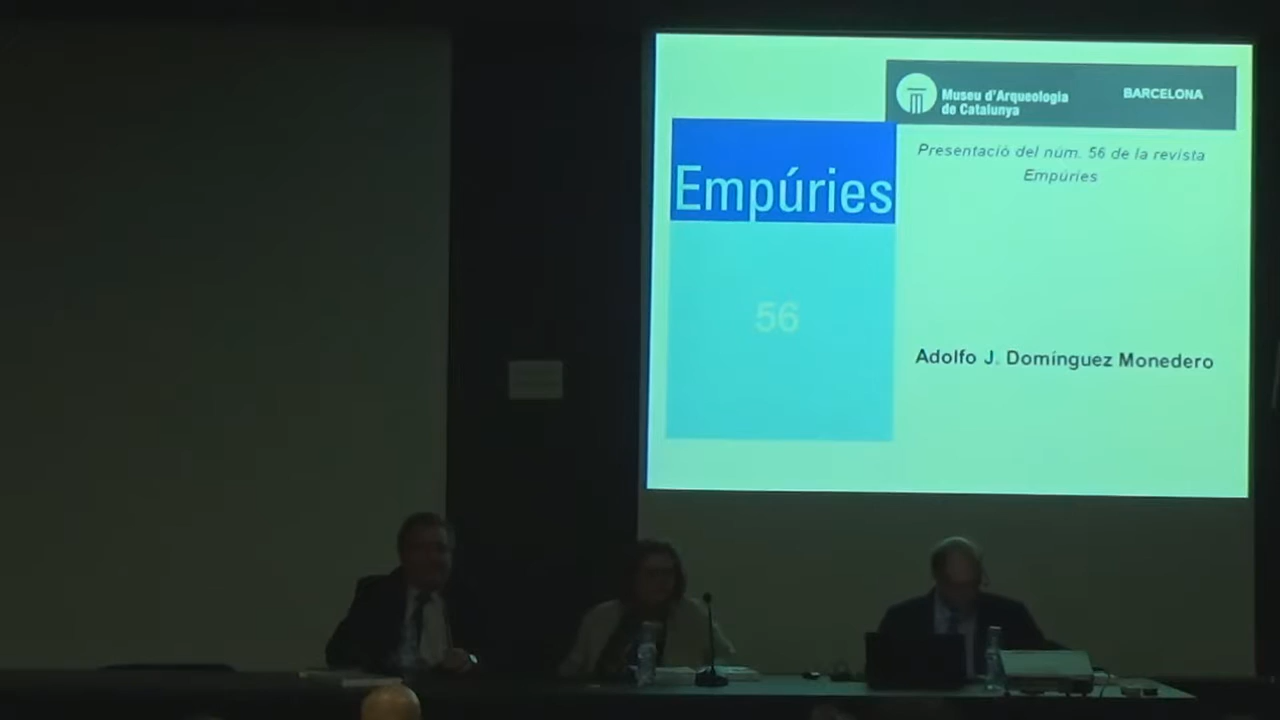 Museu d'Arqueologia
de Catalunya
BARCELONA
Presentació del núm. 56 de la revista
Empúries
Empúries
56
Adolfo J. Domínguez Monedero